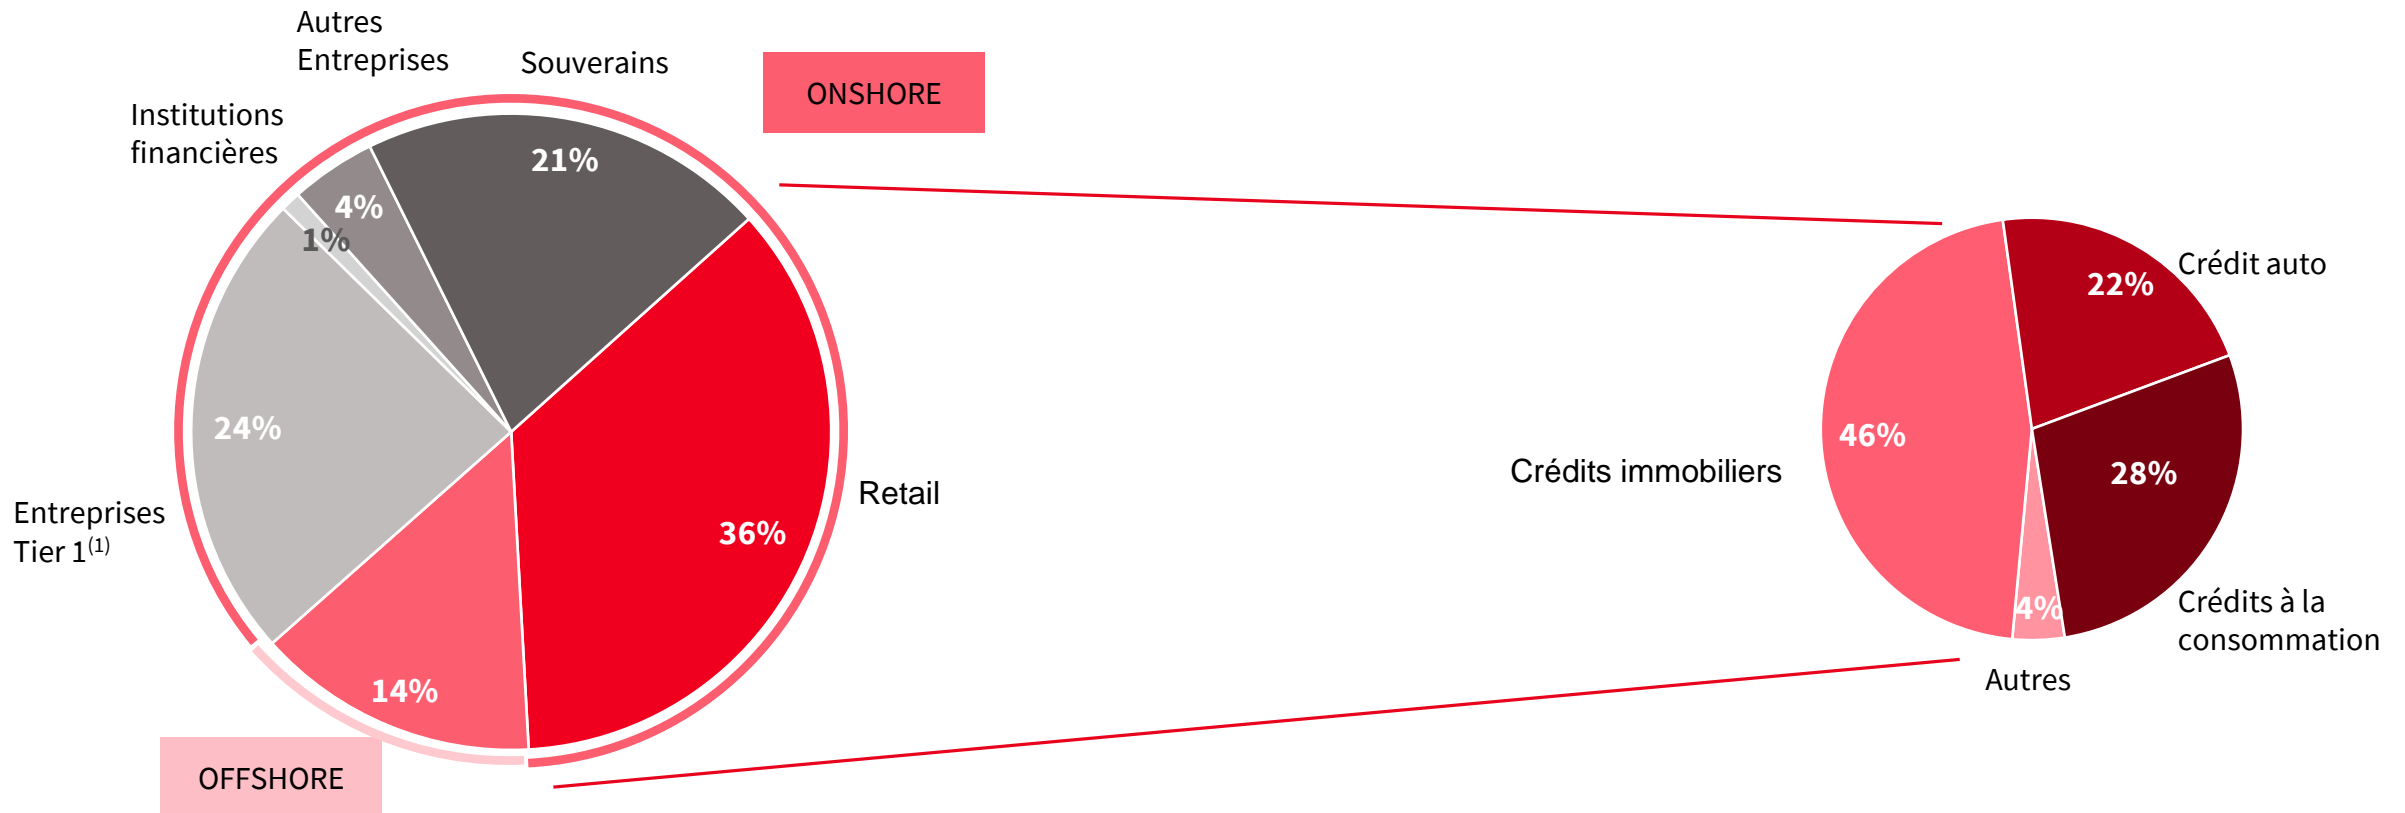 Autres
Entreprises
Souverains
ONSHORE
Institutions
financières
21%
4%
1%
24%
Entreprises
Tier 1(1)
Retail
36%
14%
OFFSHORE
Crédit auto
22%
46%
Crédits immobiliers
28%
4%
Crédits à la
consommation
Autres